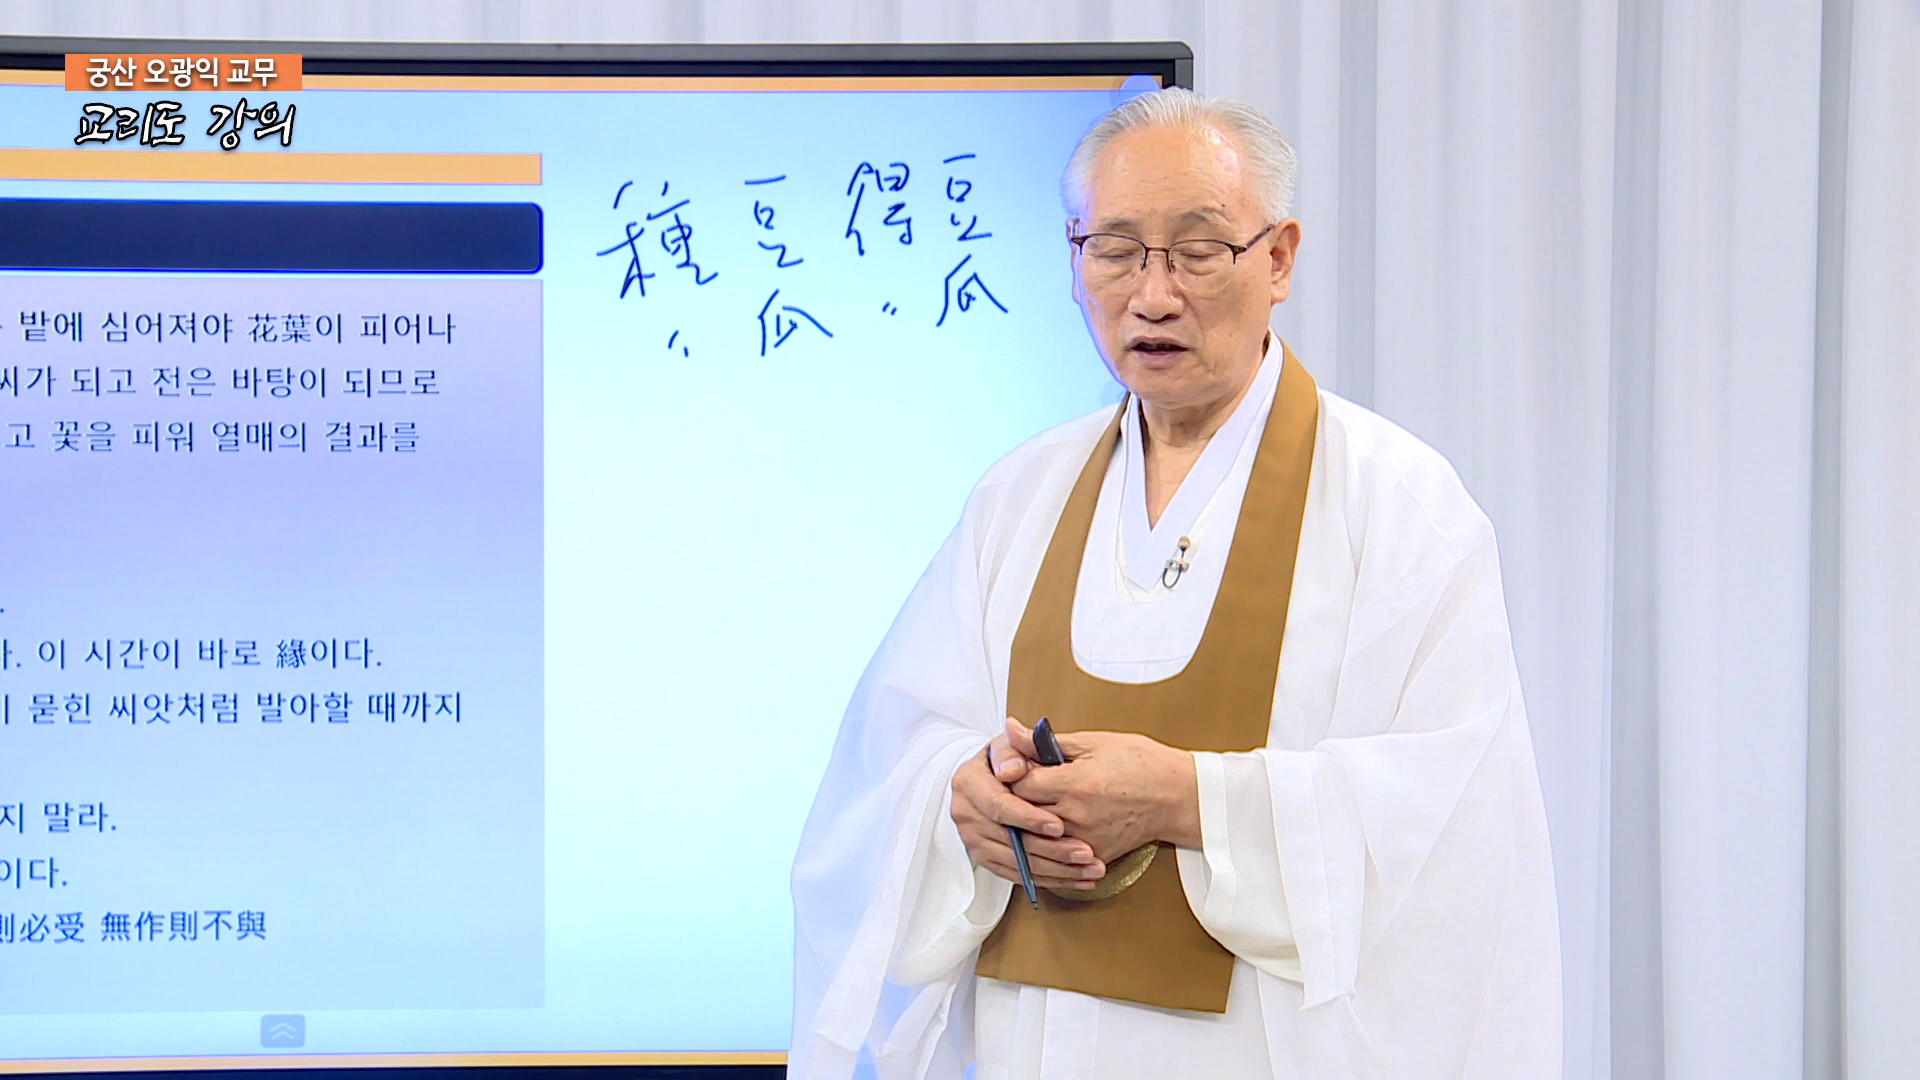 궁산 오광익 교무
교리도 강의
種豆得豆
〃瓜〃瓜
밭에 심어져야 花葉이 피어나
씨가 되고 전은 바탕이 되므로
고 꽃을 피워 열매의 결과를
.
다. 이 시간이 바로 緣이다.
묻힌 씨앗처럼 발아할 때까지
지 말라.
이다.
則必受 無作則不與